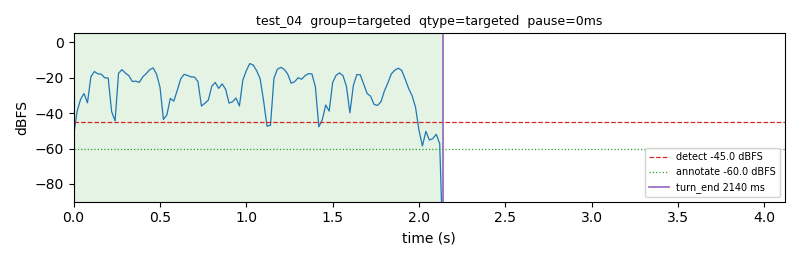 test_04  group=targeted  qtype=targeted  pause=0ms
0
−20
−40
−60
−80
dBFS
detect -45.0 dBFS
annotate -60.0 dBFS
turn_end 2140 ms
0.0 0.5 1.0 1.5 2.0 2.5 3.0 3.5 4.0
time (s)